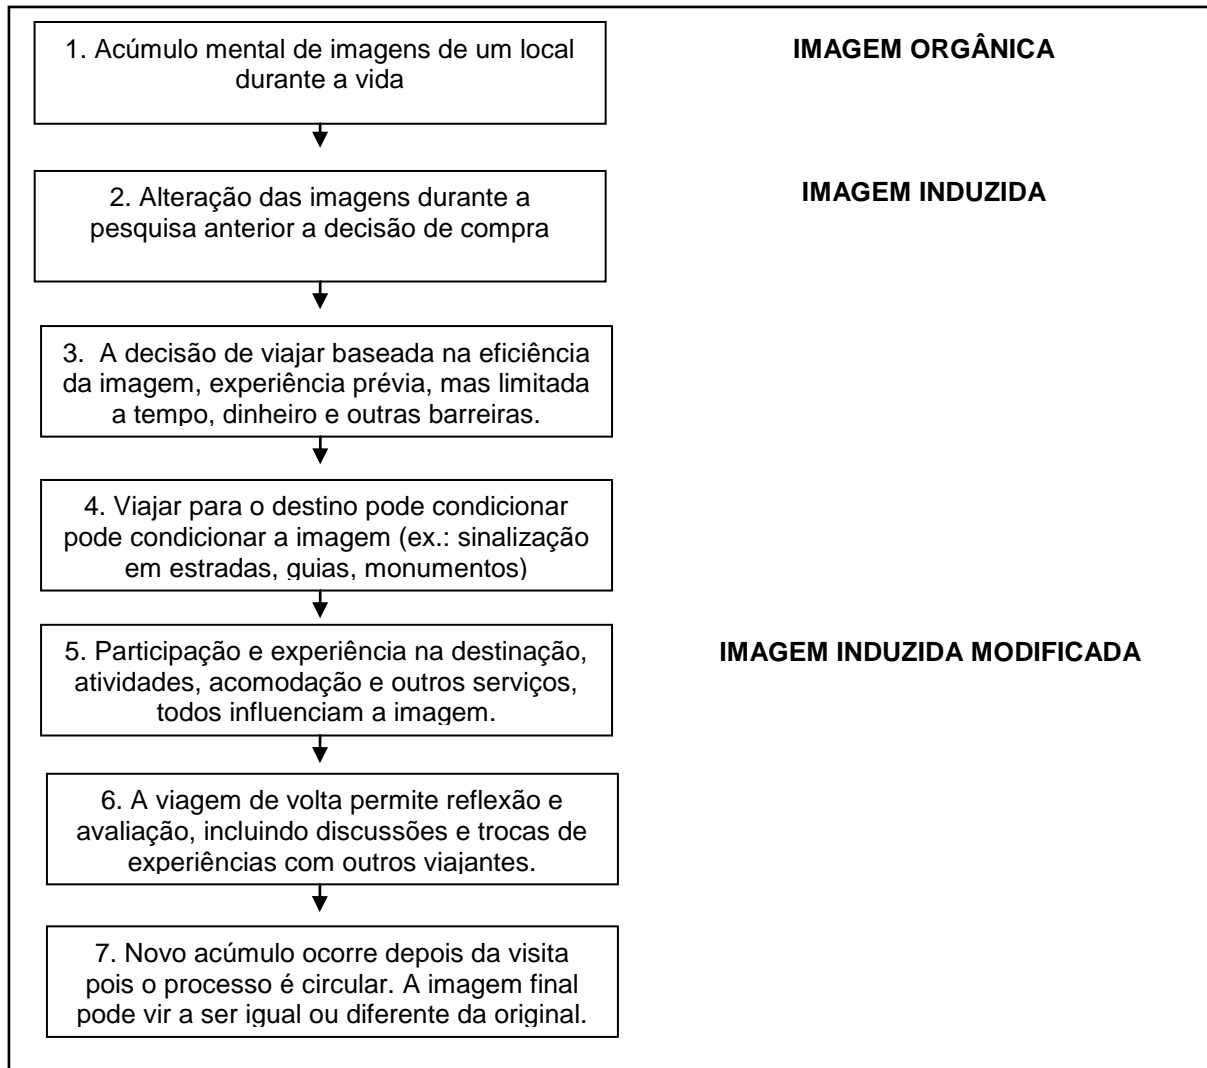 1. Acúmulo mental de imagens de um local
durante a vida
IMAGEM ORGÂNICA
2. Alteração das imagens durante a
pesquisa anterior a decisão de compra
IMAGEM INDUZIDA
3. A decisão de viajar baseada na eficiência
da imagem, experiência prévia, mas limitada
a tempo, dinheiro e outras barreiras.
4. Viajar para o destino pode condicionar
pode condicionar a imagem (ex.: sinalização
em estradas, guias, monumentos)
5. Participação e experiência na destinação,
atividades, acomodação e outros serviços,
todos influenciam a imagem.
IMAGEM INDUZIDA MODIFICADA
6. A viagem de volta permite reflexão e
avaliação, incluindo discussões e trocas de
experiências com outros viajantes.
7. Novo acúmulo ocorre depois da visita
pois o processo é circular. A imagem final
pode vir a ser igual ou diferente da original.